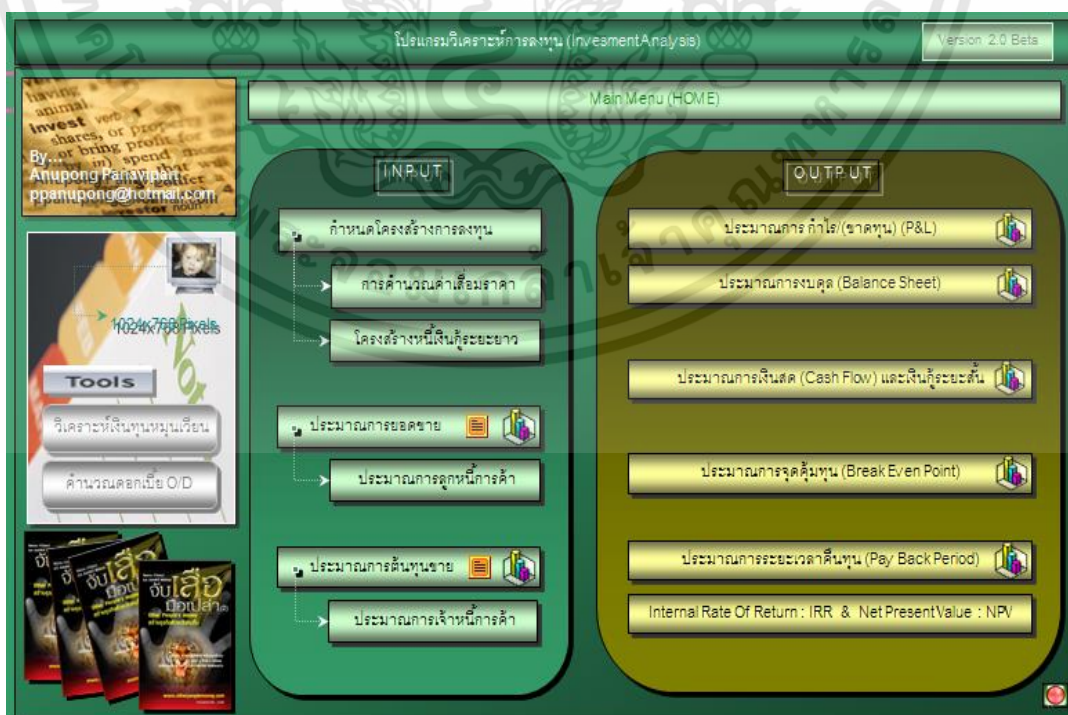 โปรแกรมวิเคราะห์การลงทุน (InvesmentAnalysis)
Version 2.0 Beta
Main Menu (HOME)
having
animal
invest verb
shares, or
or bring profit for
in) spend
By...
Anupong Panavipart
ppanupong@hotmail.com
investor noun
1024x768 Pixels
Tools
วิเคราะห์เงินทุนหมุนเวียน
คำนวณดอกเบี้ย O/D
จับเสือ
มือเปล่า
INPUT
กำหนดโครงสร้างการลงทุน
การคำนวณค่าเสื่อมราคา
โครงสร้างหนี้เงินกู้ระยะยาว
ประมาณการยอดขาย
ประมาณการลูกหนี้การค้า
ประมาณการต้นทุนขาย
ประมาณการเจ้าหนี้การค้า
OUTPUT
ประมาณการ กำไร/(ขาดทุน) (P&L)
ประมาณการงบดุล (Balance Sheet)
ประมาณการเงินสด (Cash Flow) และเงินกู้ระยะสั้น
ประมาณการจุดคุ้มทุน (Break Even Point)
ประมาณการระยะเวลาคืนทุน (Pay Back Period)
Internal Rate Of Return : IRR & Net Present Value : NPV